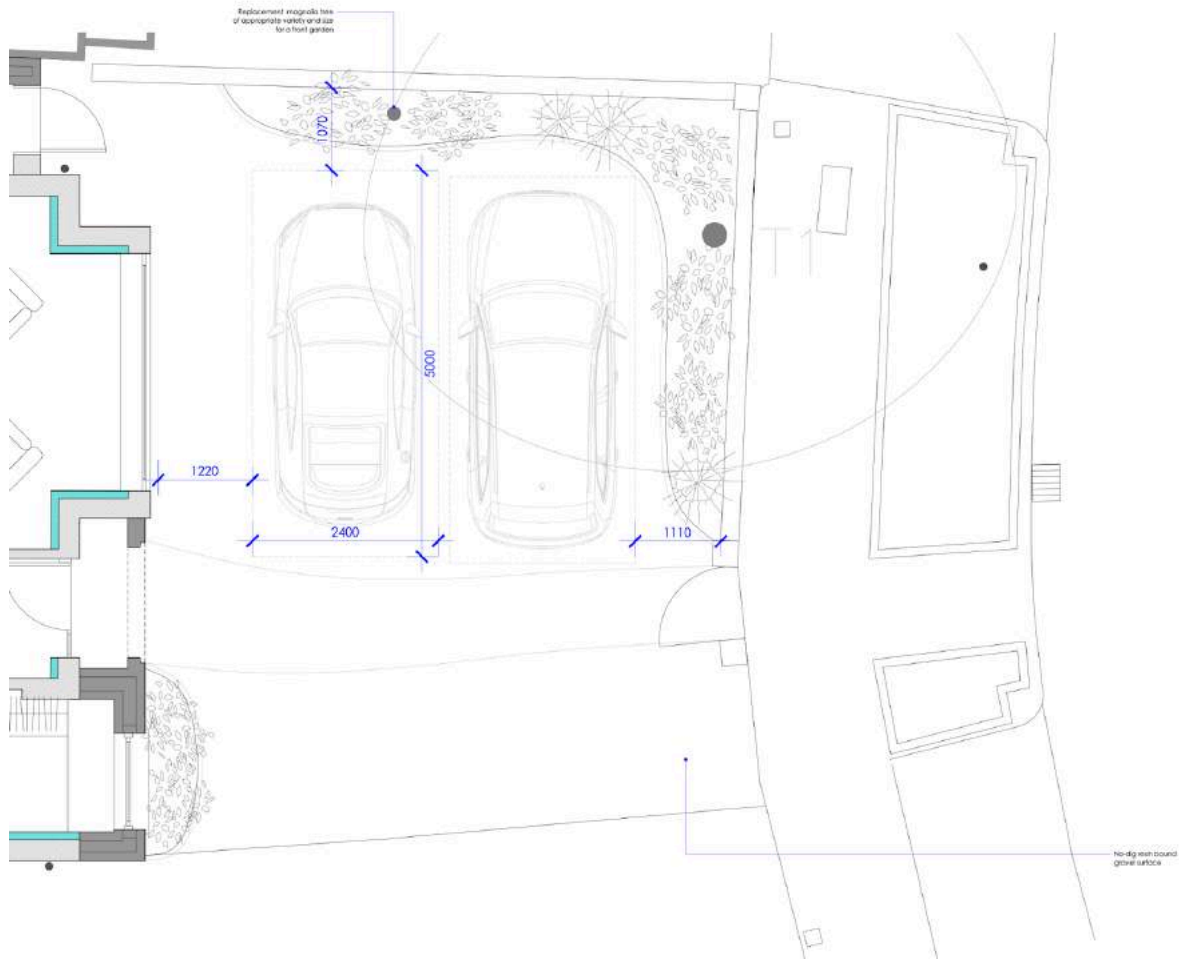 Replacement magnolia tree
of appropriate variety and size
for a front garden
1070
5000
1220
2400
1110
No-dig resin bound
gravel surface